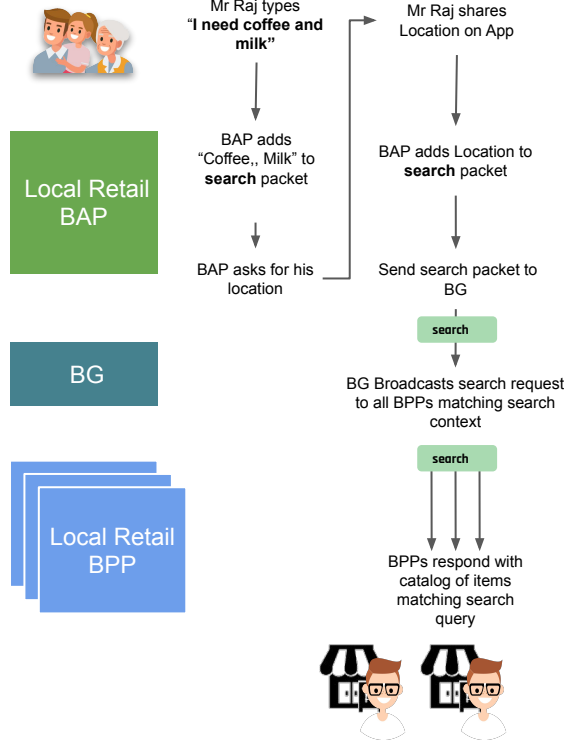 Mr Raj types
“I need coffee and
milk”
Mr Raj shares
Location on App
Local Retail
BAP
BAP adds
“Coffee,, Milk” to
search packet
BAP adds Location to
search packet
BAP asks for his
location
Send search packet to
BG
search
BG
BG Broadcasts search request
to all BPPs matching search
context
search
Local Retail
BPP
BPPs respond with
catalog of items
matching search
query